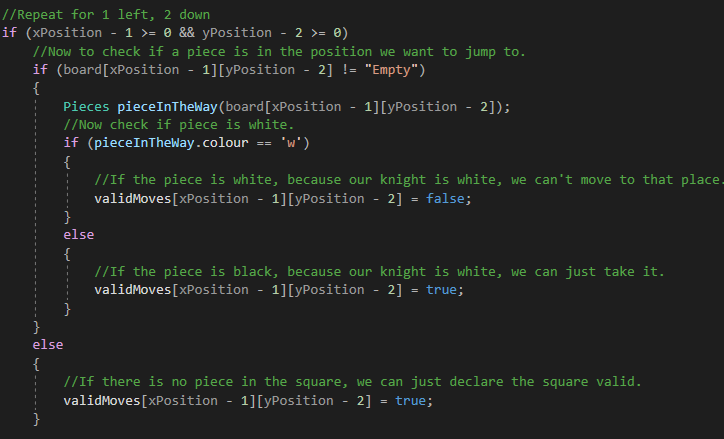 //Repeat for 1 left, 2 down
if (xPosition - 1 >= 0 && yPosition - 2 >= 0)
//Now to check if a piece is in the position we want to jump to.
if (board[xPosition - 1][yPosition - 2] != "Empty")
{
Pieces pieceInTheWay(board[xPosition - 1][yPosition - 2]);
//Now check if piece is white.
if (pieceInTheWay.colour == 'w')
{
//If the piece is white, because our knight is white, we can't move to that place.
validMoves[xPosition - 1][yPosition - 2] = false;
}
else
{
//If the piece is black, because our knight is white, we can just take it.
validMoves[xPosition - 1][yPosition - 2] = true;
}
}
else
{
//If there is no piece in the square, we can just declare the square valid.
validMoves[xPosition - 1][yPosition - 2] = true;
}